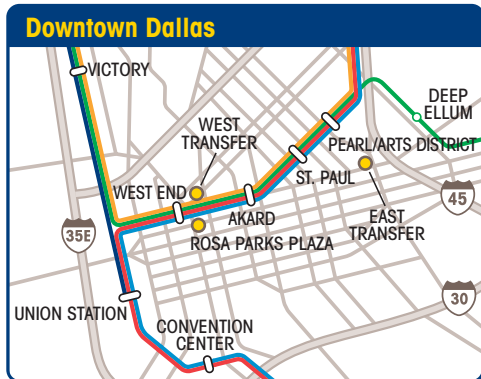 Downtown Dallas
VICTORY
DEEP
ELLUM
WEST
TRANSFER
PEARL/ARTS DISTRICT
ST. PAUL
WEST END
45
AKARD
EAST
TRANSFER
35E
ROSA PARKS PLAZA
30
UNION STATION
CONVENTION
CENTER